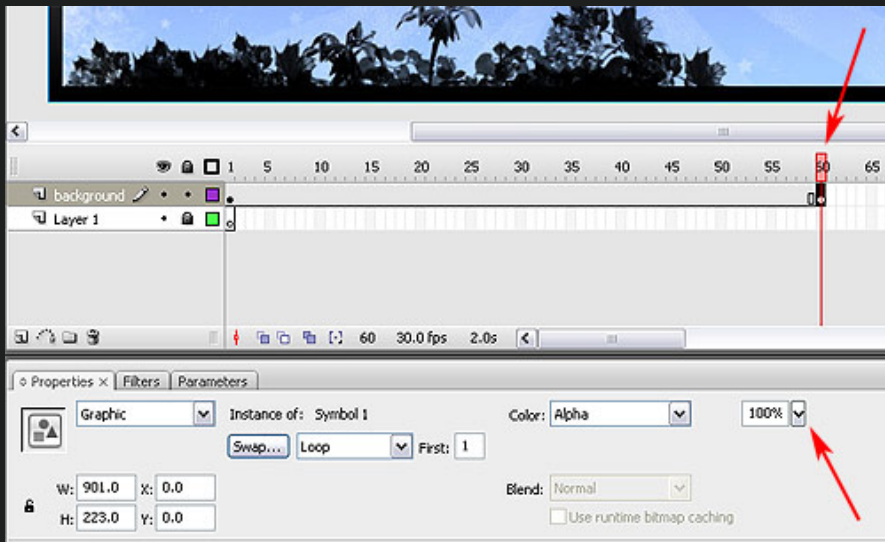 1 5 10 15 20 25 30 35 40 45 50 55 60 65
background
Layer 1
60 30.0 fps 2.0s
Properties × Filters Parameters
Graphic Instance of: Symbol 1 Color: Alpha 100%
Swap... Loop First: 1
W: 901.0 X: 0.0 Blend: Normal
H: 223.0 Y: 0.0 Use runtime bitmap caching